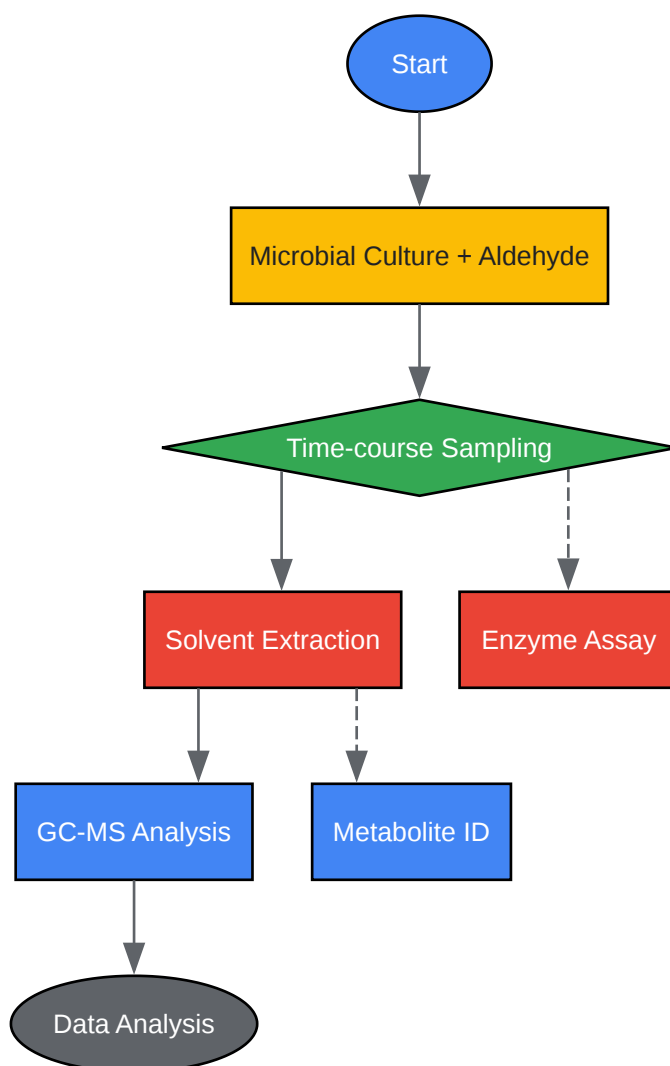 Start
Microbial Culture + Aldehyde
Time-course Sampling
Solvent Extraction
Enzyme Assay
GC-MS Analysis
Metabolite ID
Data Analysis